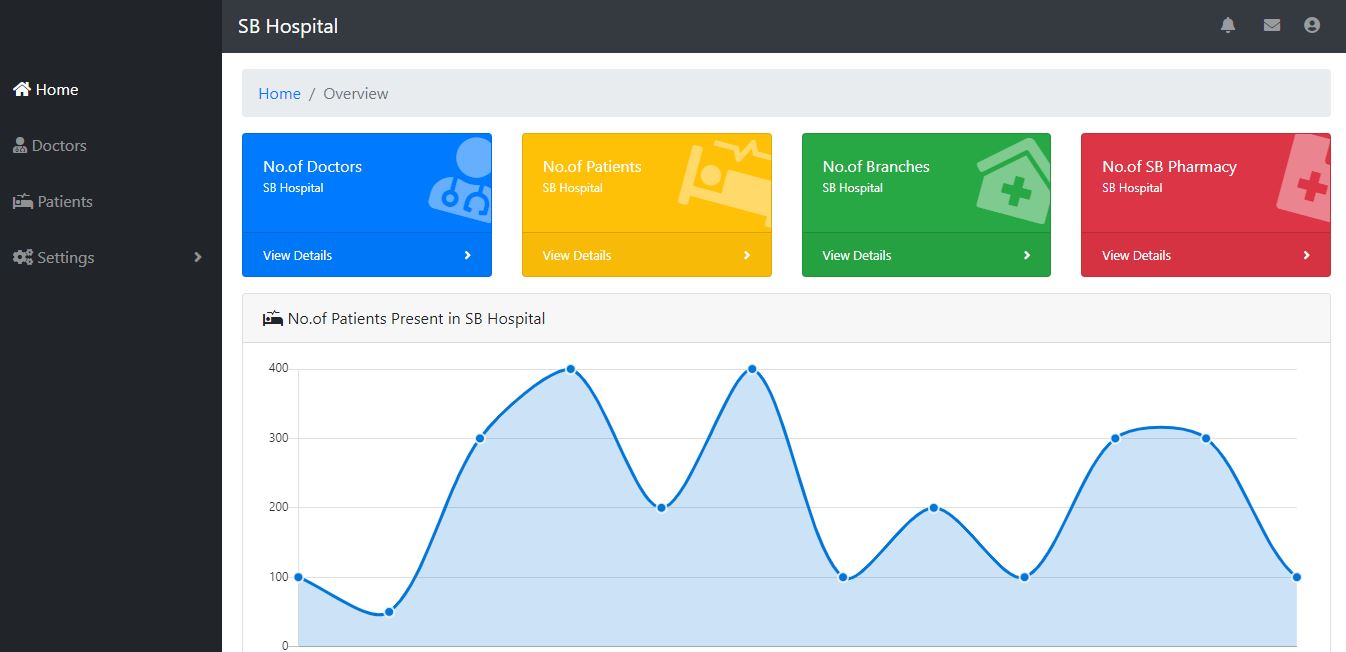 SB Hospital
Home
Doctors
Patients
Settings
Home / Overview
No.of Doctors
SB Hospital
View Details
No.of Patients
SB Hospital
View Details
No.of Branches
SB Hospital
View Details
No.of SB Pharmacy
SB Hospital
View Details
No.of Patients Present in SB Hospital
400
300
200
100
0